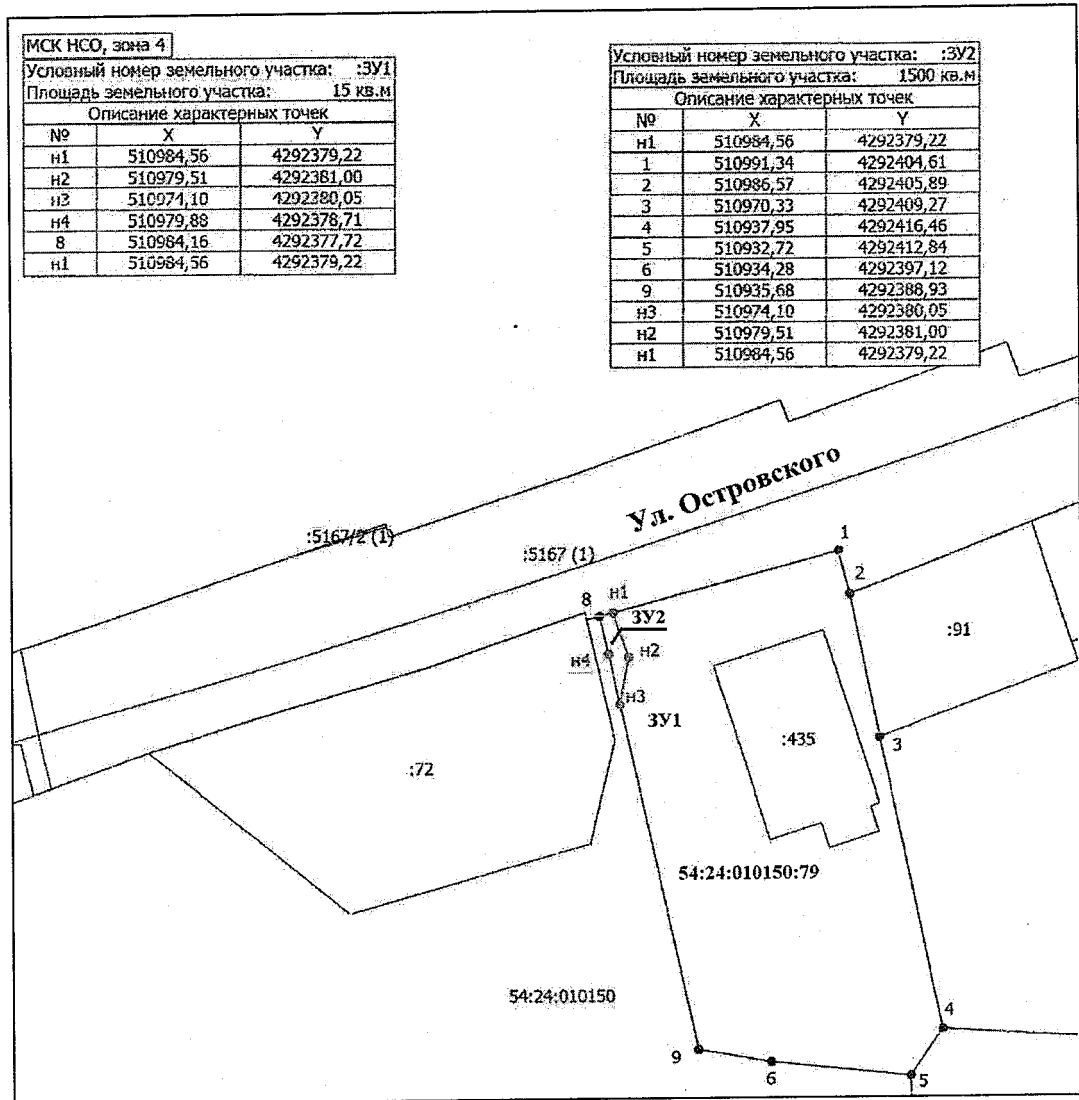 МСК НСО, зона 4
Условный номер земельного участка: :ЗУ1
Площадь земельного участка: 15 кв.м
Описание характерных точек
№ X Y
н1 510984,56 4292379,22
н2 510979,51 4292381,00
н3 510974,10 4292380,05
н4 510979,88 4292378,71
8 510984,16 4292377,72
н1 510984,56 4292379,22
Условный номер земельного участка: :ЗУ2
Площадь земельного участка: 1500 кв.м
Описание характерных точек
№ X Y
н1 510984,56 4292379,22
1 510991,34 4292404,61
2 510986,57 4292405,89
3 510970,33 4292409,27
4 510937,95 4292416,46
5 510932,72 4292412,84
6 510934,28 4292397,12
9 510935,68 4292388,93
н3 510974,10 4292380,05
н2 510979,51 4292381,00
н1 510984,56 4292379,22
Ул. Островского
:5167/2 (1)
:5167 (1)
1
2
8
н1
ЗУ2
:91
н4
н2
н3
ЗУ1
:435
3
:72
54:24:010150:79
54:24:010150
4
9
6
5